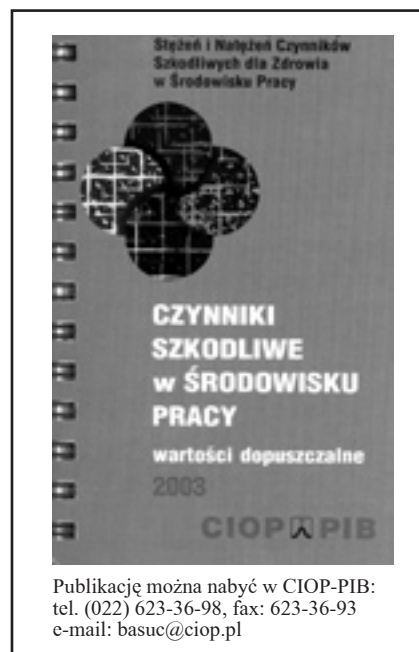 Stężeń i Natężeń Czynników
Szkodliwych dla Zdrowia
w Środowisku Pracy
CZYNNIKI
SZKODLIWE
w ŚRODOWISKU
PRACY
wartości dopuszczalne
2003
CIOP PIB
Publikację można nabyć w CIOP-PIB:
tel. (022) 623-36-98, fax: 623-36-93
e-mail: basuc@ciop.pl